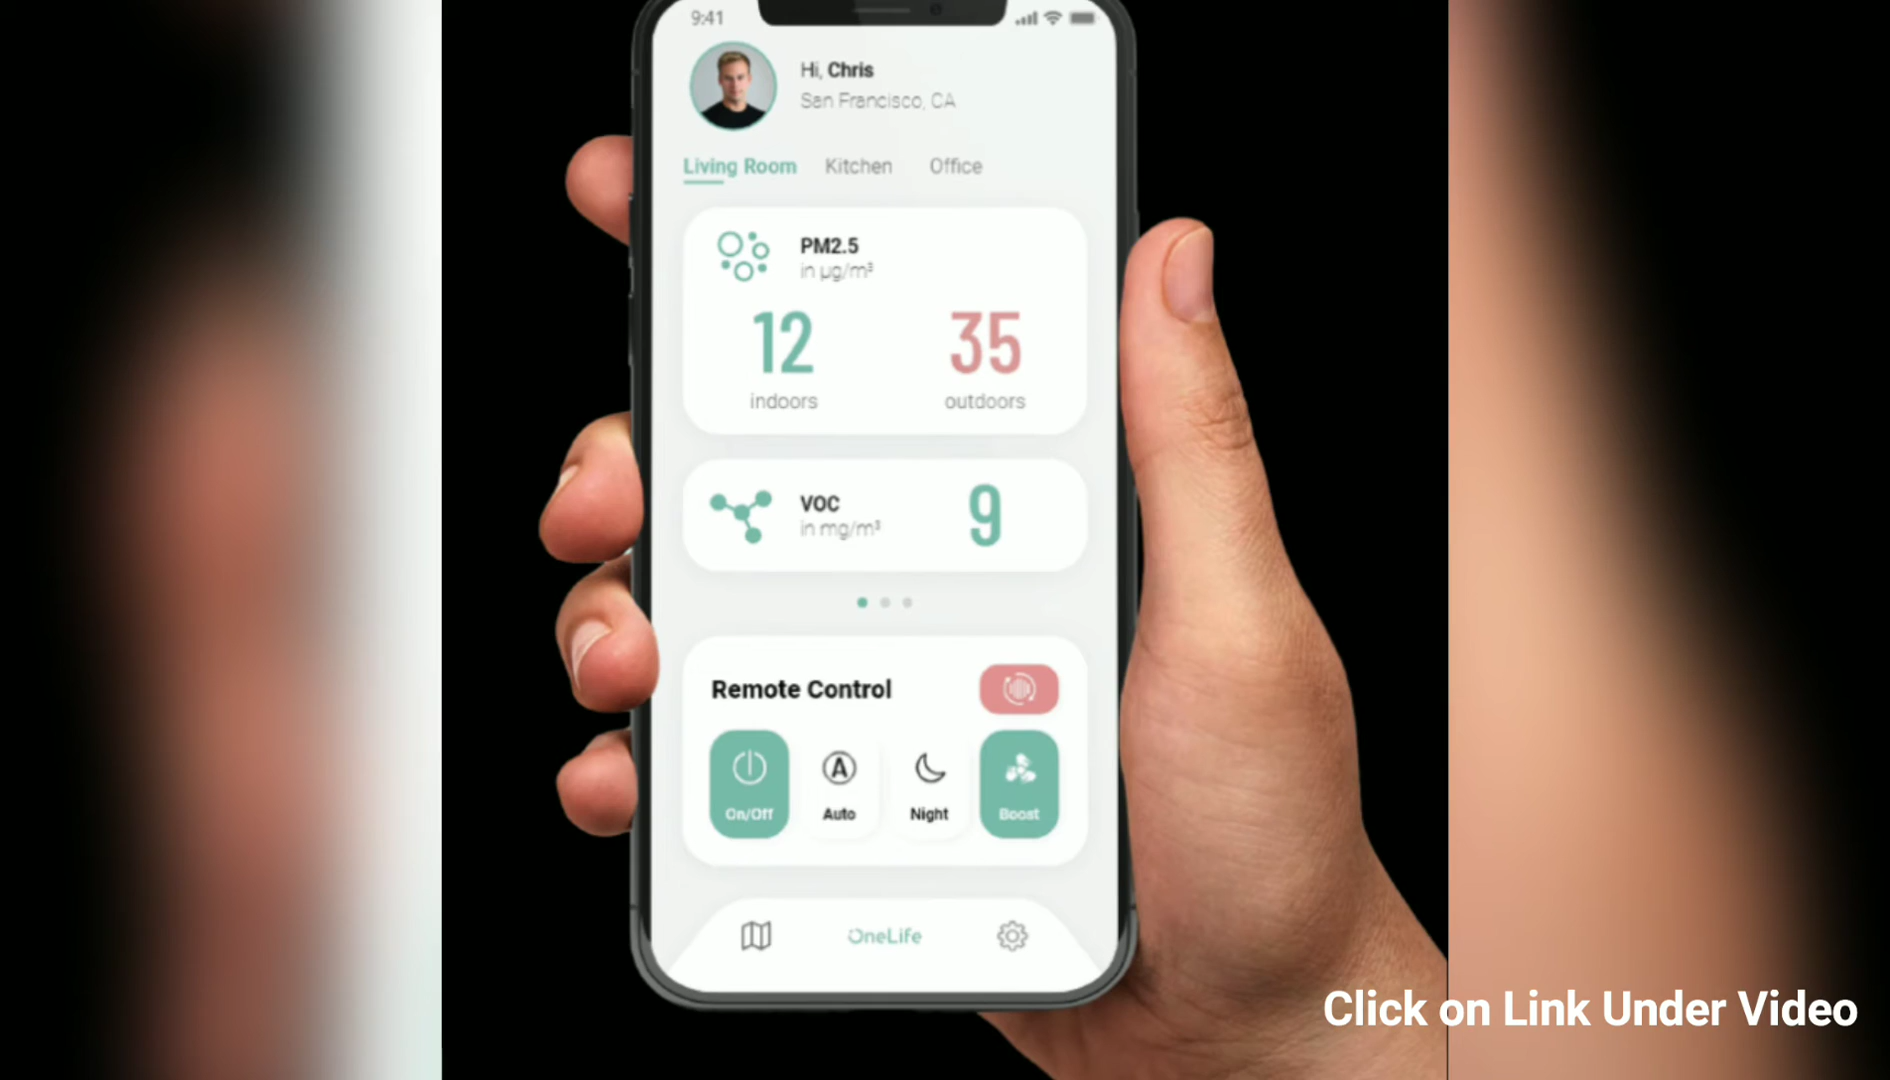 9:41
Hi, Chris
San Francisco, CA
Living Room Kitchen Office
PM2.5
in µg/m³
12 35
indoors outdoors
VOC
in mg/m³
9
Remote Control
A
On/Off Auto Night Boost
OneLife
Click on Link Under Video